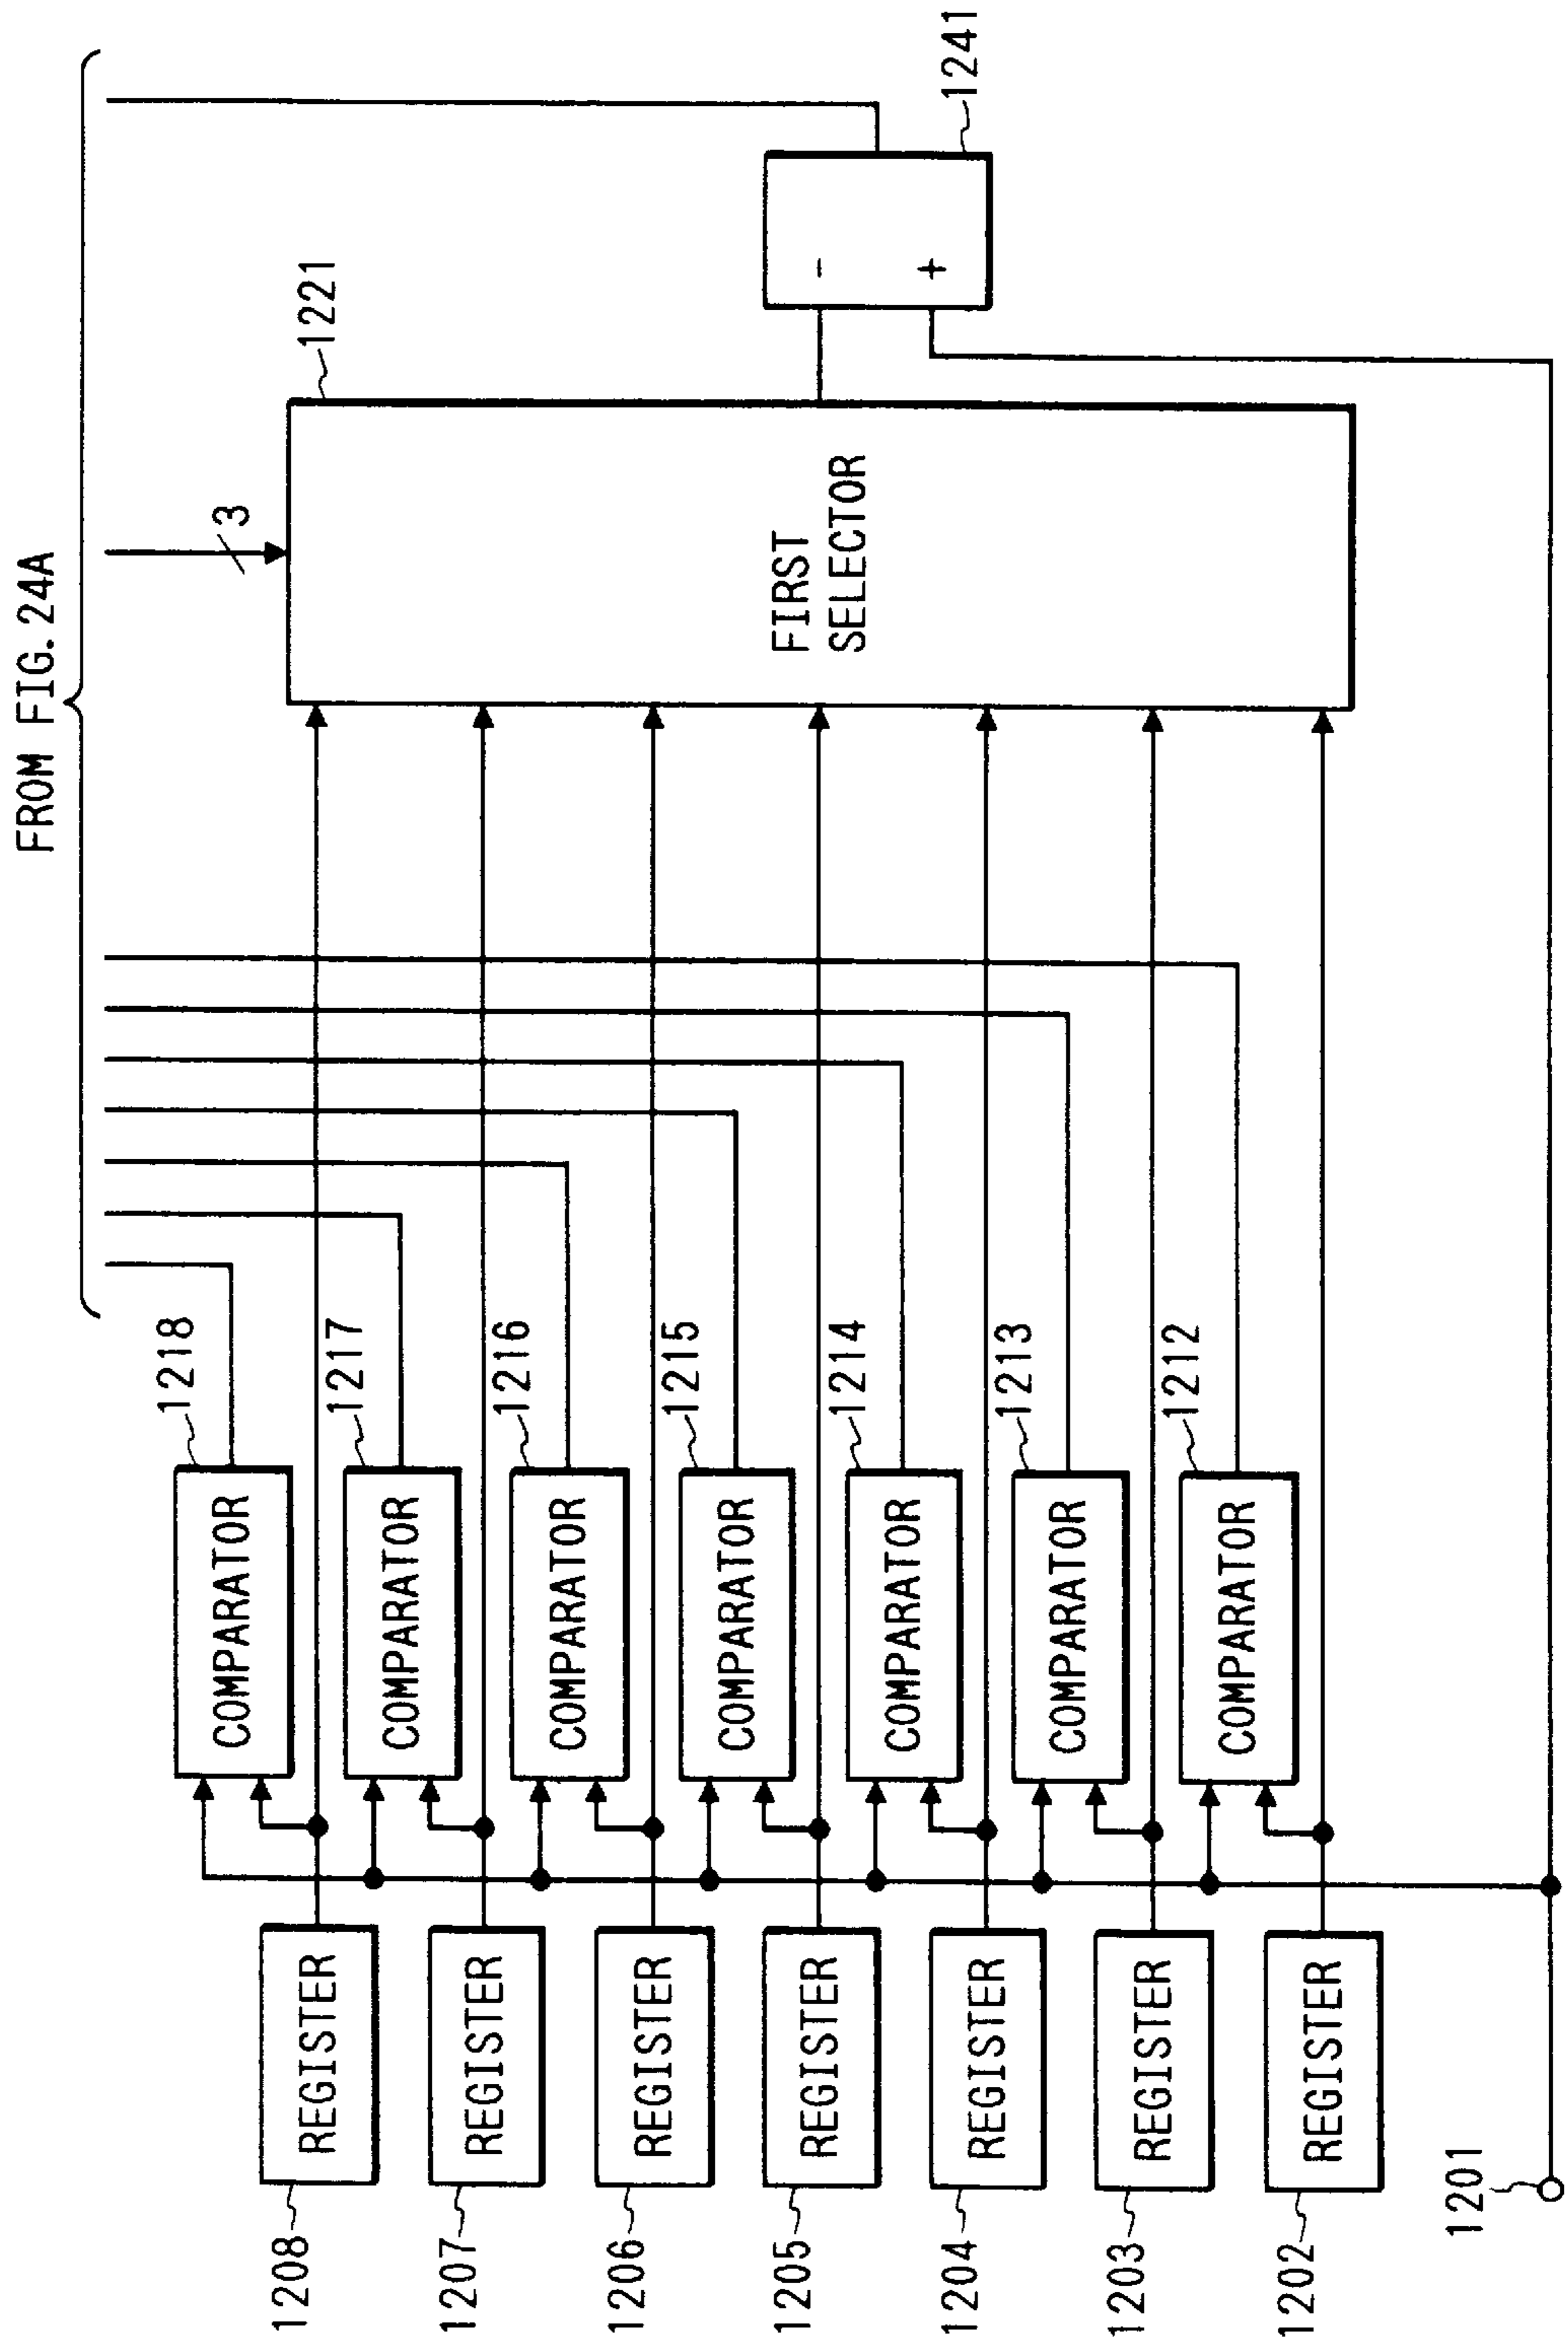 FROM FIG. 24A
3
1221
1241
FIRST
SELECTOR
-
+
1218
1217
1216
1215
1214
1213
1212
COMPARATOR
COMPARATOR
COMPARATOR
COMPARATOR
COMPARATOR
COMPARATOR
COMPARATOR
REGISTER
REGISTER
REGISTER
REGISTER
REGISTER
REGISTER
REGISTER
1208
1207
1206
1205
1204
1203
1202
1201